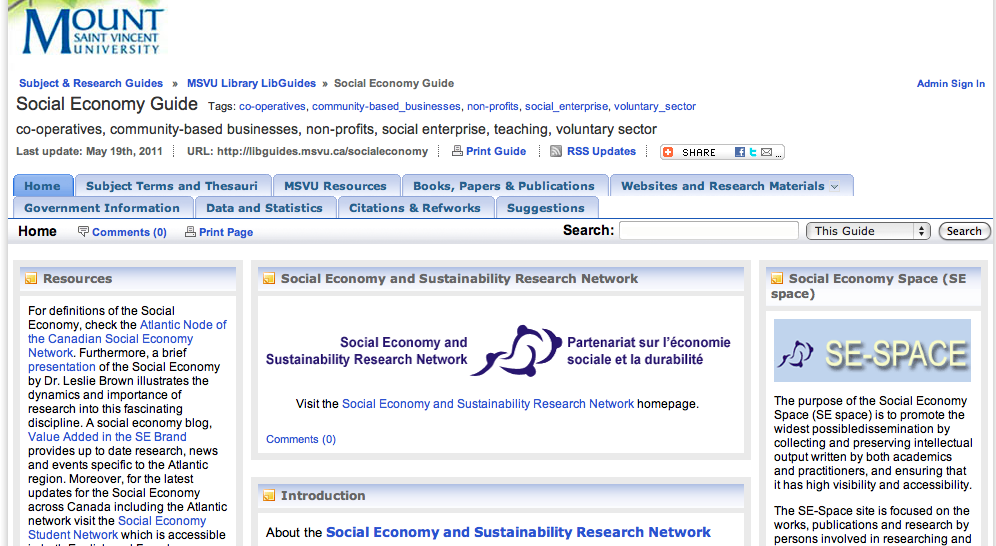 MOUNT
SAINT VINCENT
UNIVERSITY
Subject & Research Guides » MSVU Library LibGuides » Social Economy Guide
Admin Sign In
Social Economy Guide Tags: co-operatives, community-based_businesses, non-profits, social_enterprise, voluntary_sector
co-operatives, community-based businesses, non-profits, social enterprise, teaching, voluntary sector
Last update: May 19th, 2011 URL: http://libguides.msvu.ca/socialeconomy Print Guide RSS Updates SHARE ...
Home Subject Terms and Thesauri MSVU Resources Books, Papers & Publications Websites and Research Materials
Government Information Data and Statistics Citations & Refworks Suggestions
Home Comments (0) Print Page Search: This Guide Search
Resources
For definitions of the Social
Economy, check the Atlantic Node of
the Canadian Social Economy
Network. Furthermore, a brief
presentation of the Social Economy
by Dr. Leslie Brown illustrates the
dynamics and importance of
research into this fascinating
discipline. A social economy blog,
Value Added in the SE Brand
provides up to date research, news
and events specific to the Atlantic
region. Moreover, for the latest
updates for the Social Economy
across Canada including the Atlantic
network visit the Social Economy
Student Network which is accessible
Social Economy and Sustainability Research Network
Social Economy and
Sustainability Research Network
Partenariat sur l'économie
sociale et la durabilité
Visit the Social Economy and Sustainability Research Network homepage.
Comments (0)
Introduction
About the Social Economy and Sustainability Research Network
Social Economy Space (SE
space)
SE-SPACE
The purpose of the Social Economy
Space (SE space) is to promote the
widest possibledissemination by
collecting and preserving intellectual
output written by both academics
and practitioners, and ensuring that
it has high visibility and accessibility.
The SE-Space site is focused on the
works, publications and research by
persons involved in researching and